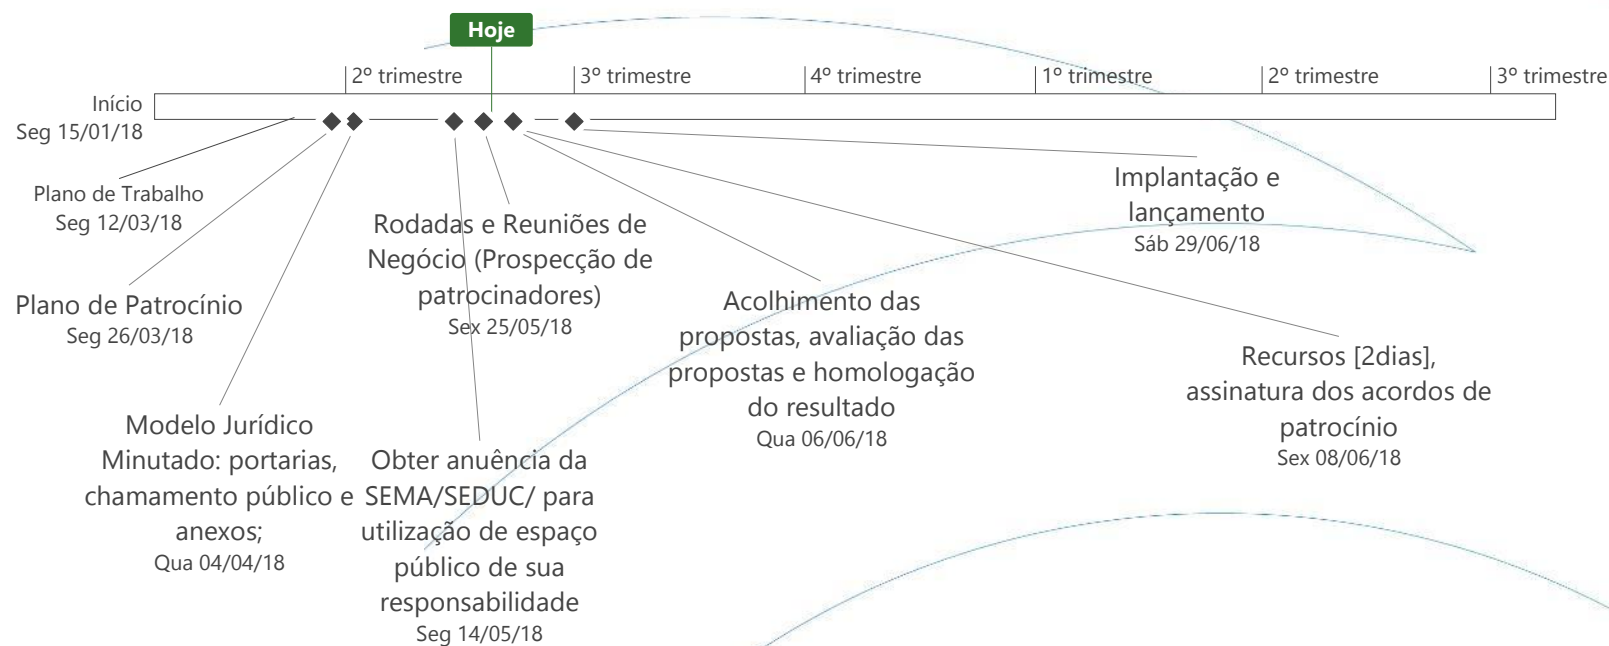 Hoje
2º trimestre
3º trimestre
4º trimestre
1º trimestre
2º trimestre
3º trimestre
Início
Seg 15/01/18
Plano de Trabalho
Seg 12/03/18
Plano de Patrocínio
Seg 26/03/18
Modelo Jurídico
Minutado: portarias,
chamamento público e
anexos;
Qua 04/04/18
Rodadas e Reuniões de
Negócio (Prospecção de
patrocinadores)
Sex 25/05/18
Obter anuência da
SEMA/SEDUC/ para
utilização de espaço
público de sua
responsabilidade
Seg 14/05/18
Acolhimento das
propostas, avaliação das
propostas e homologação
do resultado
Qua 06/06/18
Implantação e
lançamento
Sáb 29/06/18
Recursos [2dias],
assinatura dos acordos de
patrocínio
Sex 08/06/18